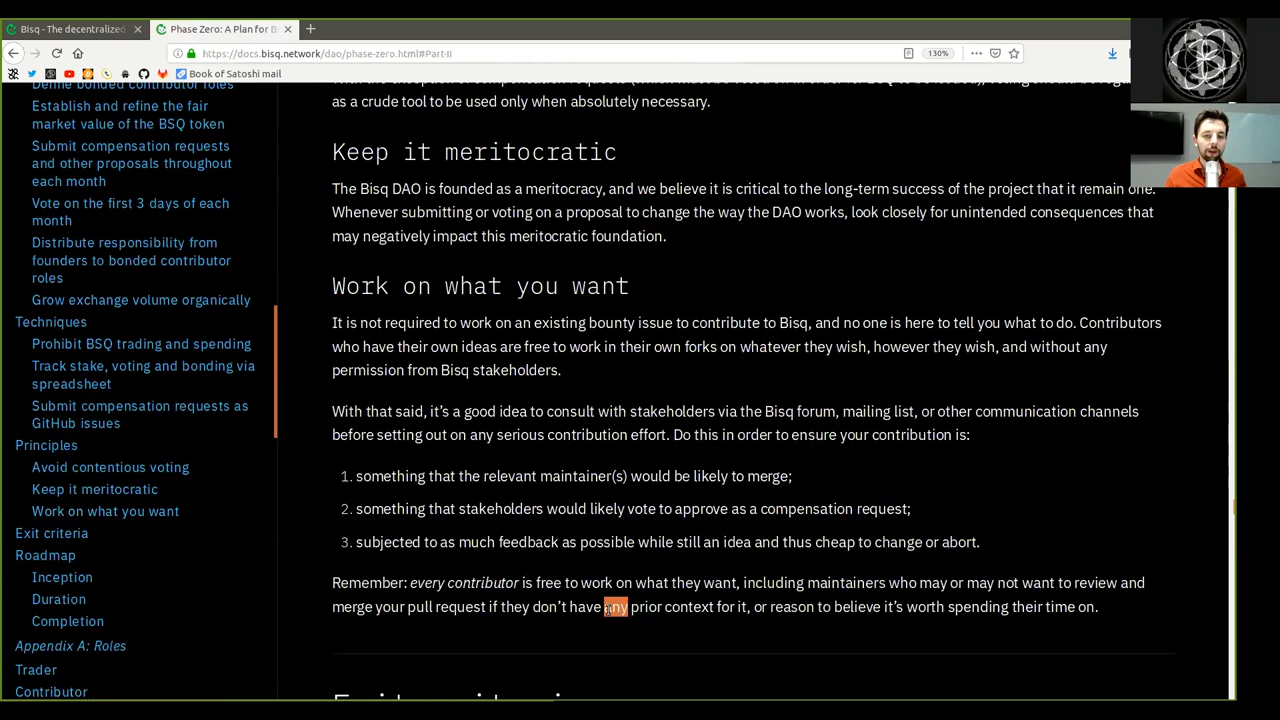 Bisq - The decentralized
Phase Zero: A Plan for B
https://docs.bisq.network/dao/phase-zero.html#Part-II
130%
Book of Satoshi mail
Define bonded contributor roles
Establish and refine the fair
market value of the BSQ token
Submit compensation requests
and other proposals throughout
each month
Vote on the first 3 days of each
month
Distribute responsibility from
founders to bonded contributor
roles
Grow exchange volume organically
Techniques
Prohibit BSQ trading and spending
Track stake, voting and bonding via
spreadsheet
Submit compensation requests as
GitHub issues
Principles
Avoid contentious voting
Keep it meritocratic
Work on what you want
Exit criteria
Roadmap
Inception
Duration
Completion
Appendix A: Roles
Trader
Contributor
as a crude tool to be used only when absolutely necessary.
Keep it meritocratic
The Bisq DAO is founded as a meritocracy, and we believe it is critical to the long-term success of the project that it remain one.
Whenever submitting or voting on a proposal to change the way the DAO works, look closely for unintended consequences that
may negatively impact this meritocratic foundation.
Work on what you want
It is not required to work on an existing bounty issue to contribute to Bisq, and no one is here to tell you what to do. Contributors
who have their own ideas are free to work in their own forks on whatever they wish, however they wish, and without any
permission from Bisq stakeholders.
With that said, it’s a good idea to consult with stakeholders via the Bisq forum, mailing list, or other communication channels
before setting out on any serious contribution effort. Do this in order to ensure your contribution is:
1. something that the relevant maintainer(s) would be likely to merge;
2. something that stakeholders would likely vote to approve as a compensation request;
3. subjected to as much feedback as possible while still an idea and thus cheap to change or abort.
Remember: every contributor is free to work on what they want, including maintainers who may or may not want to review and
merge your pull request if they don’t have any prior context for it, or reason to believe it’s worth spending their time on.